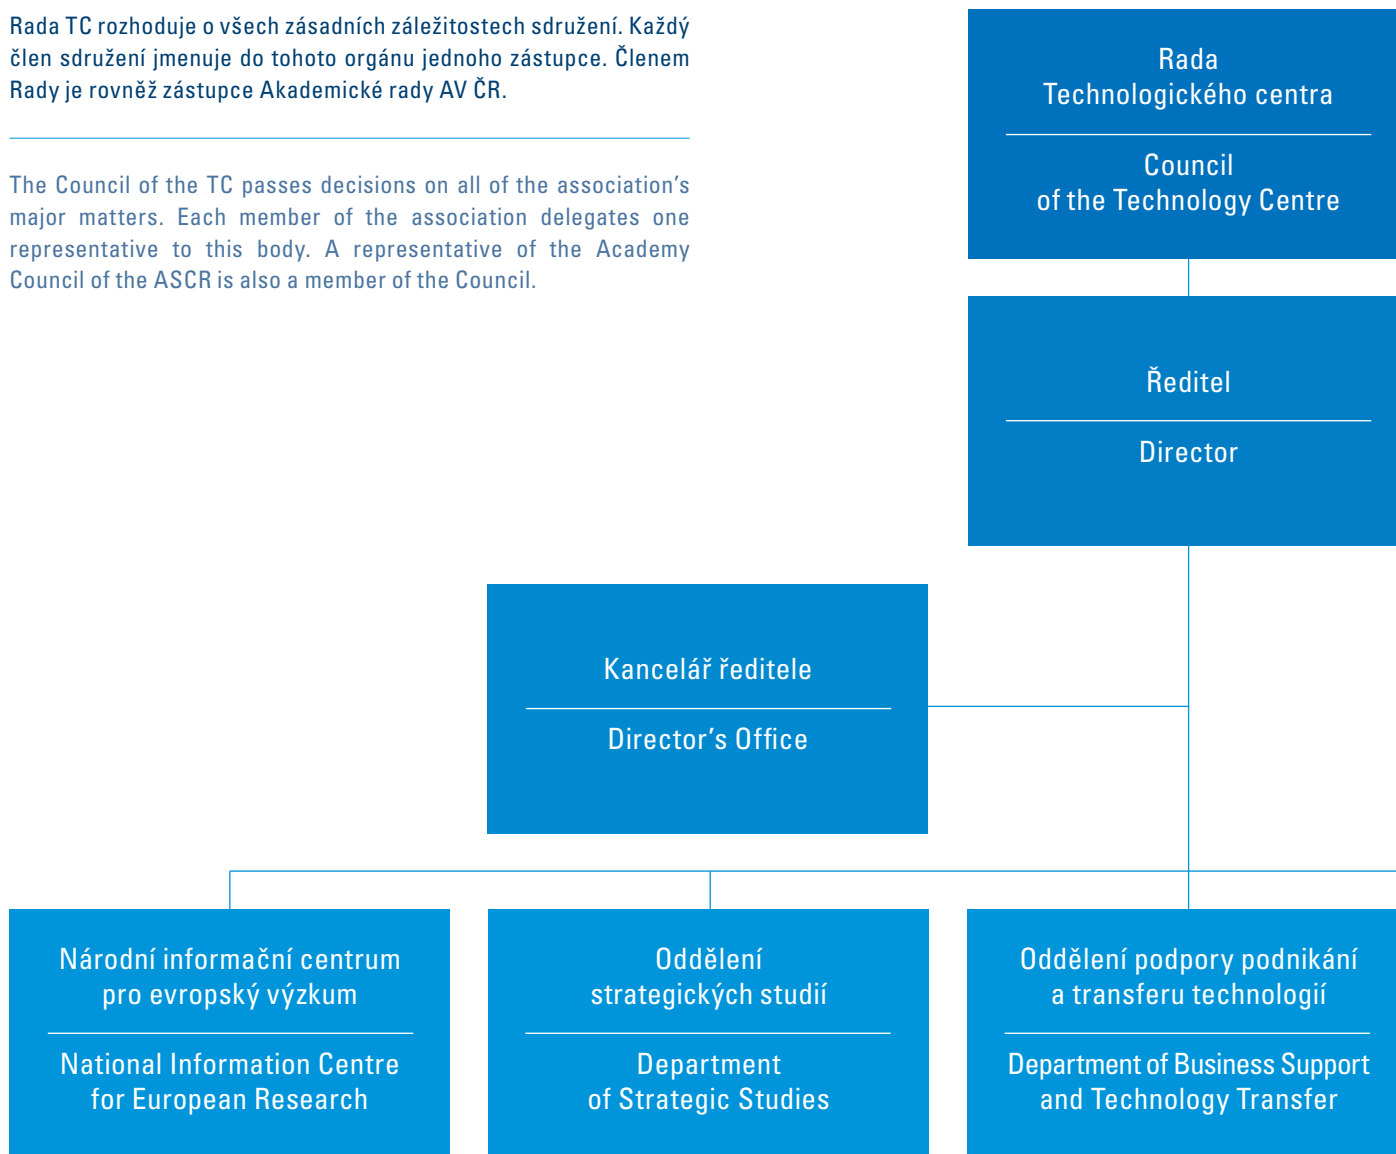 Rada TC rozhoduje o všech zásadních záležitostech sdružení. Každý
člen sdružení jmenuje do tohoto orgánu jednoho zástupce. Členem
Rady je rovněž zástupce Akademické rady AV ČR.
The Council of the TC passes decisions on all of the association’s
major matters. Each member of the association delegates one
representative to this body. A representative of the Academy
Council of the ASCR is also a member of the Council.
Rada
Technologického centra
Council
of the Technology Centre
Ředitel
Director
Kancelář ředitele
Director’s Office
Národní informační centrum
pro evropský výzkum
National Information Centre
for European Research
Oddělení
strategických studií
Department
of Strategic Studies
Oddělení podpory podnikání
a transferu technologií
Department of Business Support
and Technology Transfer